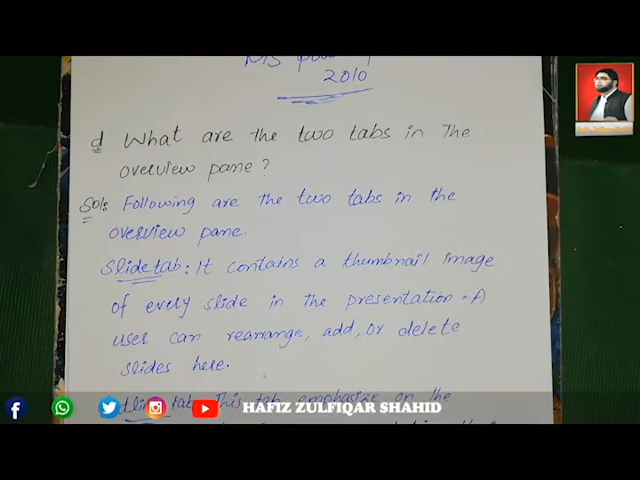 MS
2010
d What are the two tabs in The
overview pane?
Sol: Following are the two tabs in the
overview pane.
Slide tab: It contains a thumbnail image
of every slide in the presentation. A
user can rearrange, add, or delete
slides here.
tab: This tab emphasize on the
HAFIZ ZULFIQAR SHAHID